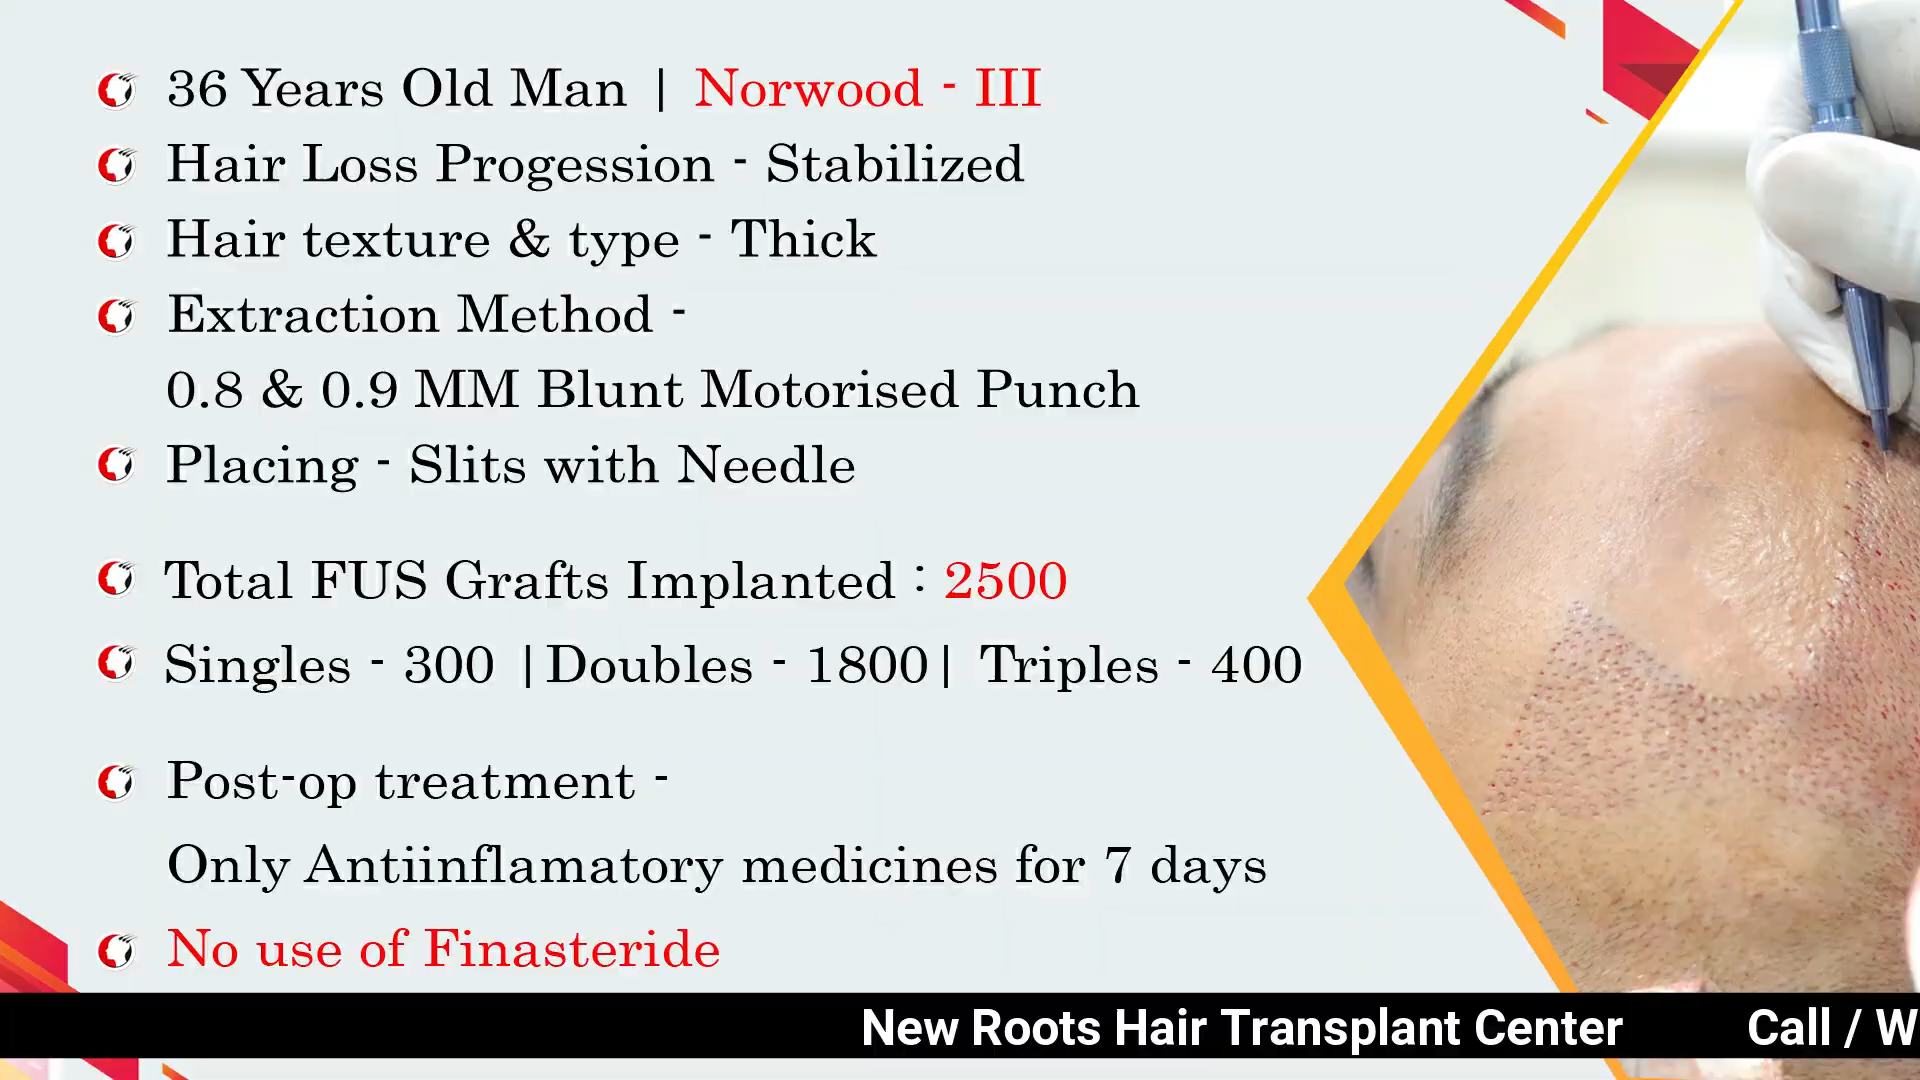 36 Years Old Man | Norwood - III
Hair Loss Progession - Stabilized
Hair texture & type - Thick
Extraction Method -
0.8 & 0.9 MM Blunt Motorised Punch
Placing - Slits with Needle
Total FUS Grafts Implanted : 2500
Singles - 300 |Doubles - 1800| Triples - 400
Post-op treatment -
Only Antiinflamatory medicines for 7 days
No use of Finasteride
New Roots Hair Transplant Center Call / W